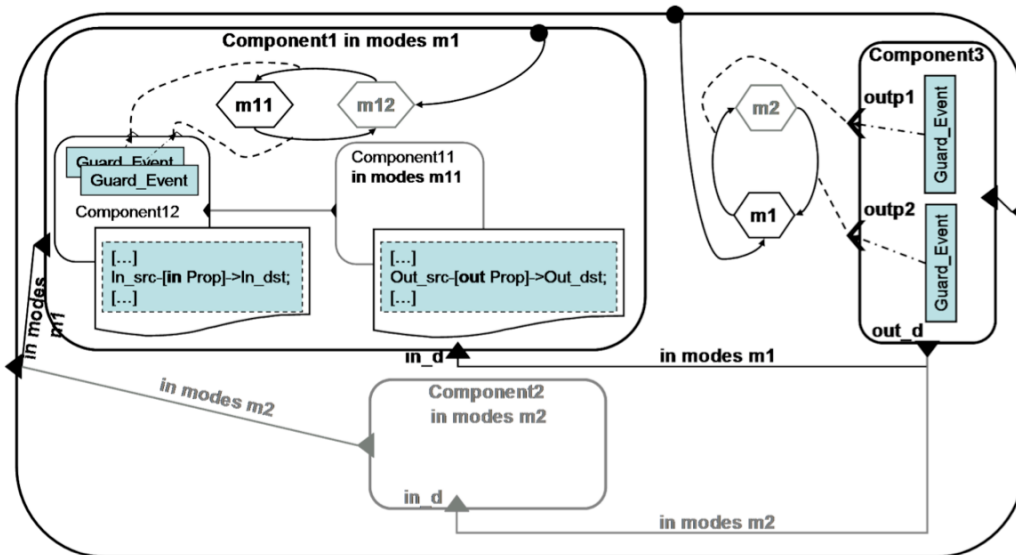 Component1 in modes m1
m11
m12
Guard_Event
Guard_Event
Component12
Component11
in modes m11
[...]
In_src-[in Prop]->In_dst;
[...]
[...]
Out_src-[out Prop]->Out_dst;
[...]
m2
m1
Component3
outp1
Guard_Event
outp2
Guard_Event
out_d
in modes m1
in_d
in modes m1
in modes m2
Component2
in modes m2
in_d
in modes m2